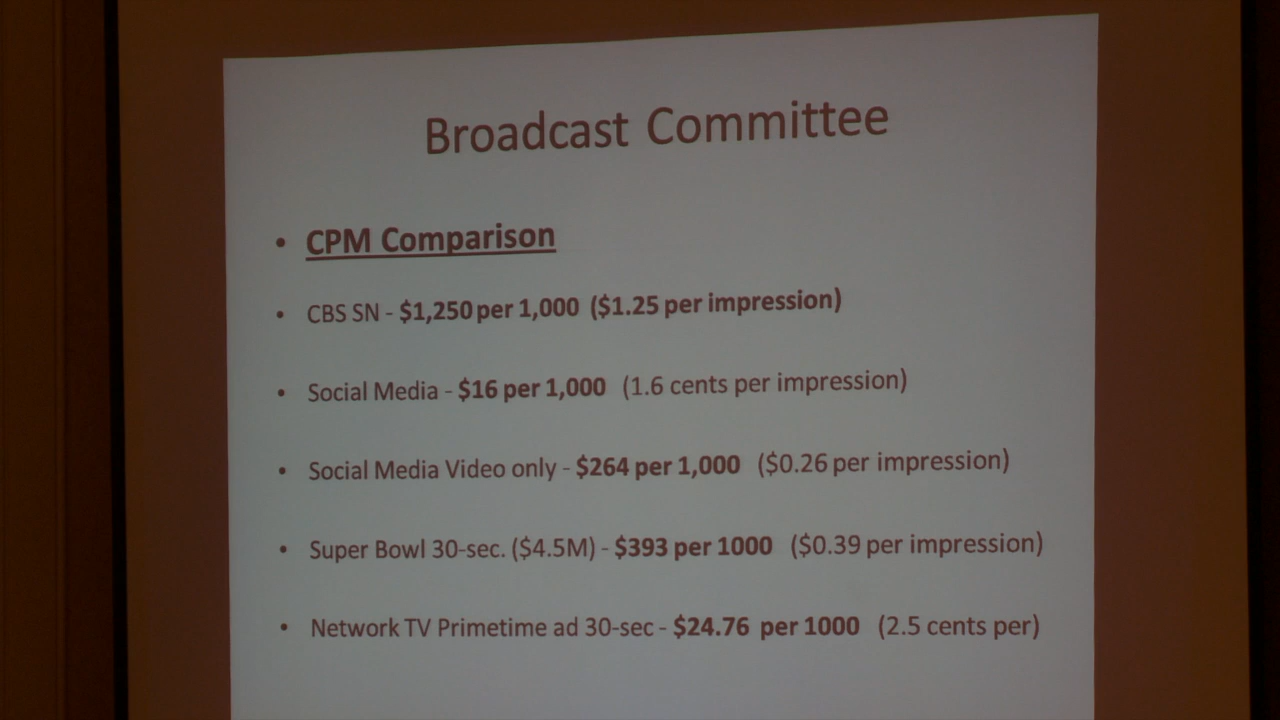 Broadcast Committee
• CPM Comparison
• CBS SN - $1,250 per 1,000 ($1.25 per impression)
• Social Media - $16 per 1,000 (1.6 cents per impression)
• Social Media Video only - $264 per 1,000 ($0.26 per impression)
• Super Bowl 30-sec. ($4.5M) - $393 per 1000 ($0.39 per impression)
• Network TV Primetime ad 30-sec - $24.76 per 1000 (2.5 cents per)